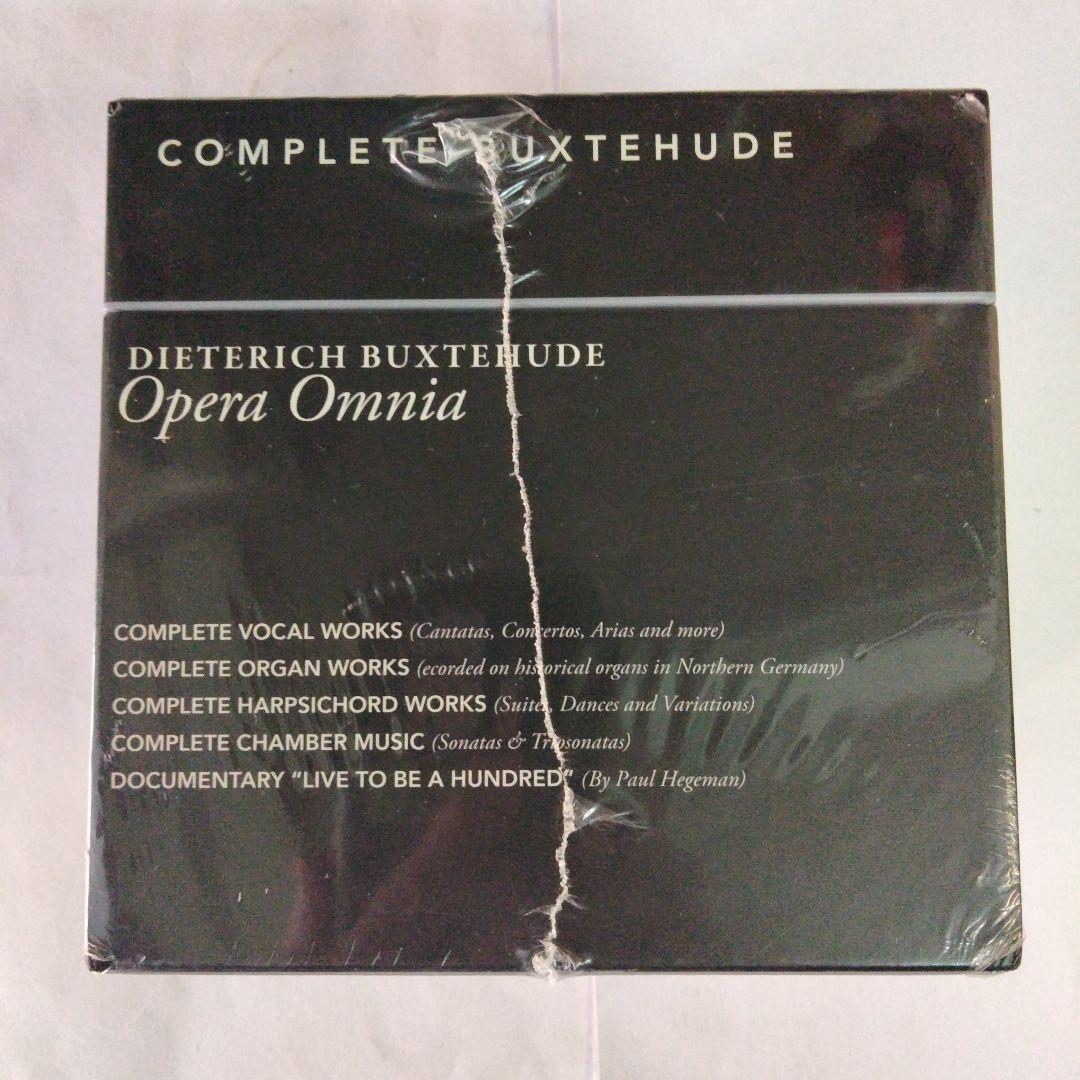 COMPLETE BUXTEHUDE
DIETERICH BUXTEHUDE
Opera Omnia
COMPLETE VOCAL WORKS (Cantatas, Concertos, Arias and more)
COMPLETE ORGAN WORKS (ecorded on historical organs in Northern Germany)
COMPLETE HARPSICHORD WORKS (Suites, Dances and Variations)
COMPLETE CHAMBER MUSIC (Sonatas & Triosonatas)
DOCUMENTARY "LIVE TO BE A HUNDRED" (By Paul Hegeman)